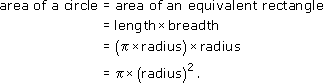 area of a circle = area of an equivalent rectangle
= length × breadth
= (π × radius) × radius
= π × (radius)².